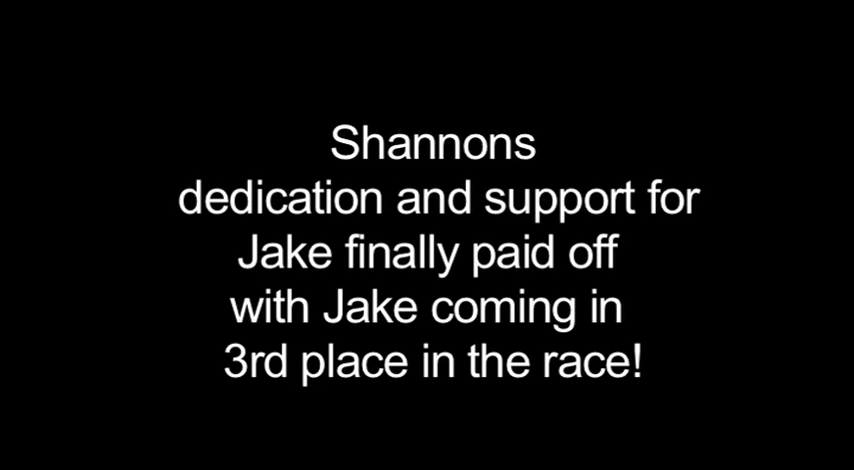 Shannons
dedication and support for
Jake finally paid off
with Jake coming in
3rd place in the race!